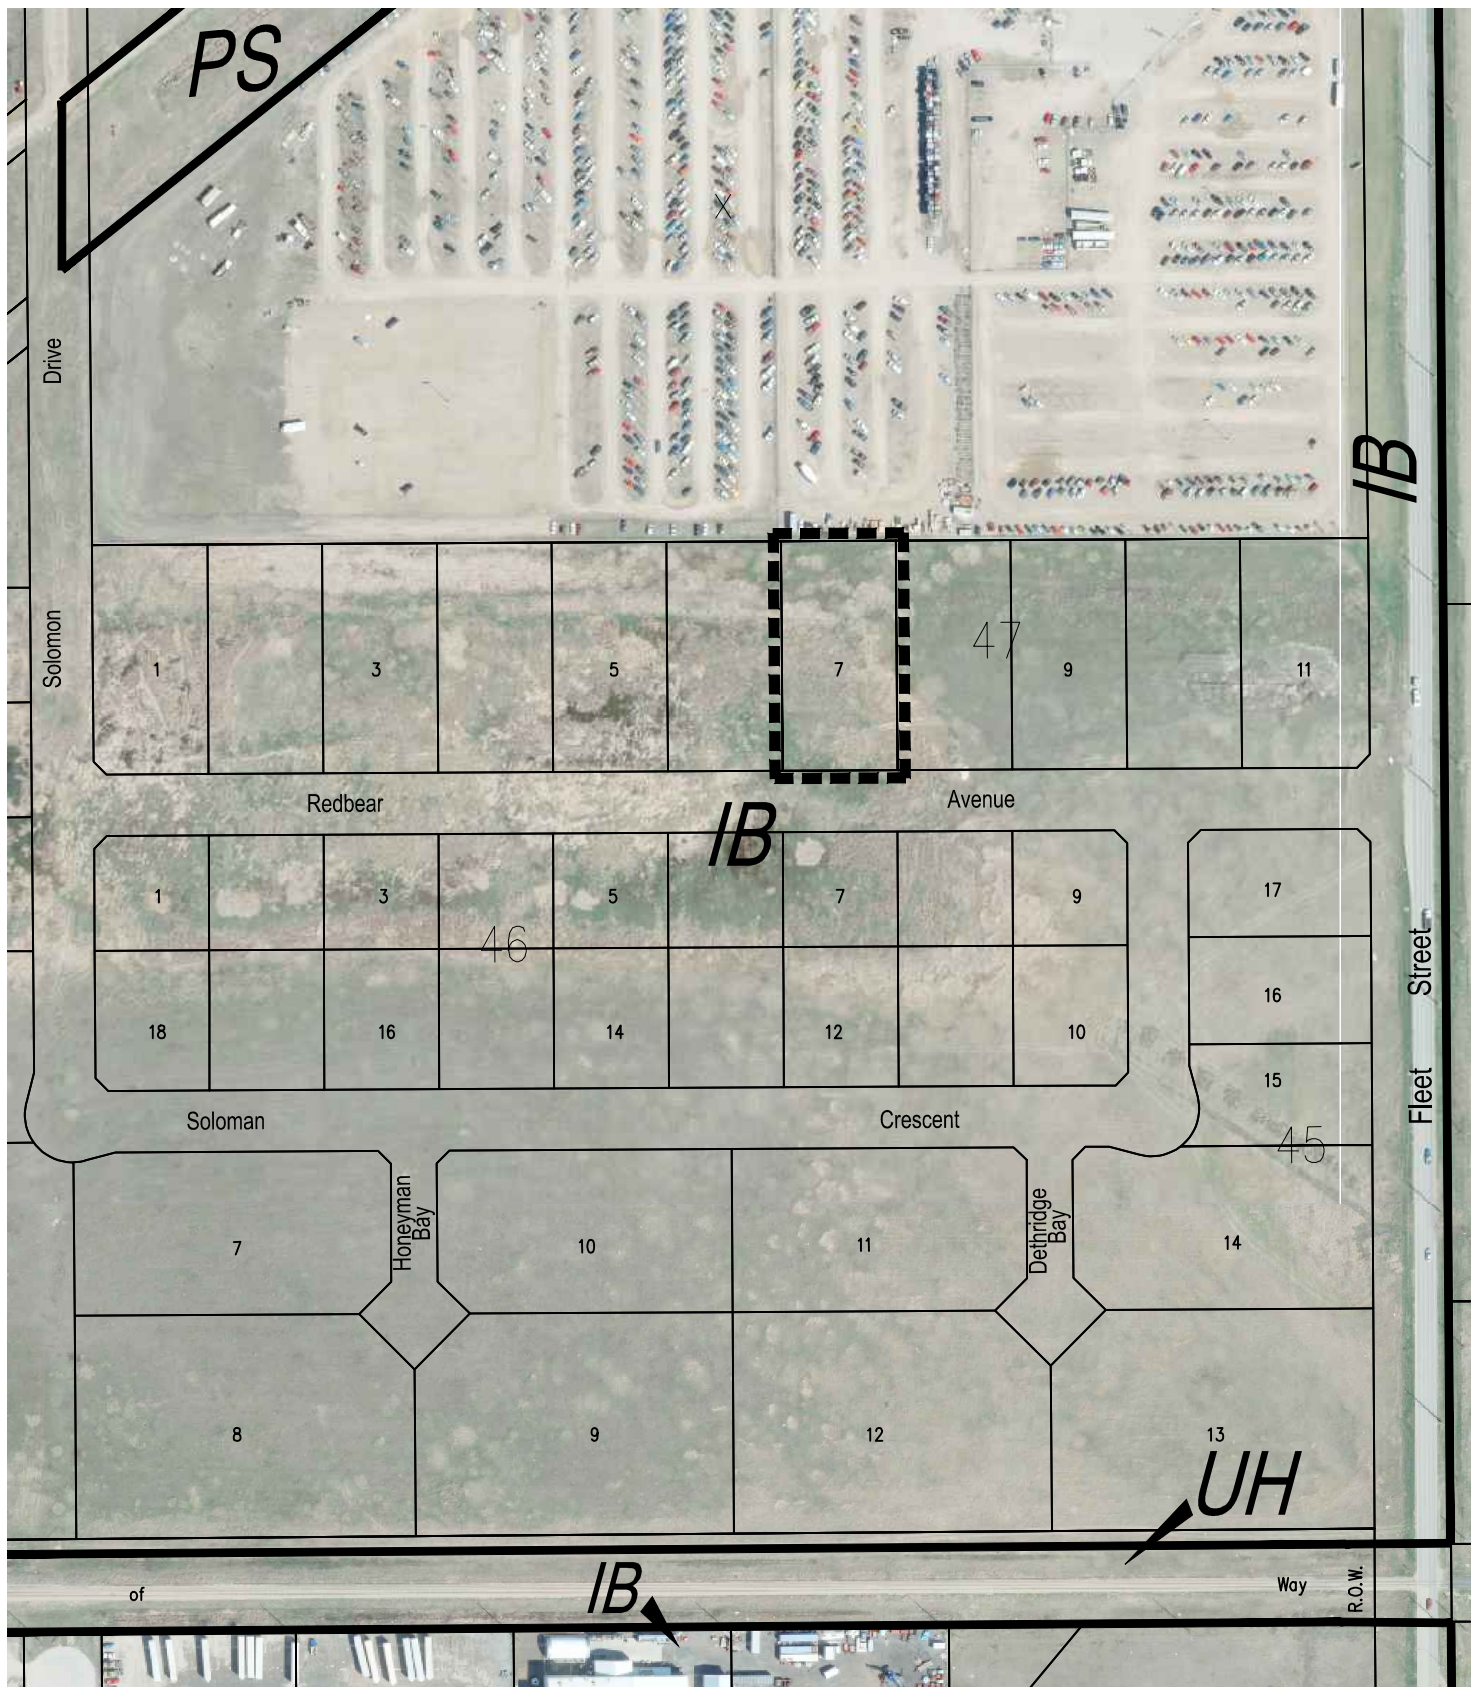 PS
X
Drive
IB
Solomon
47
1
3
5
7
9
11
Redbear
Avenue
IB
1
3
5
7
9
17
46
Street
18
16
14
12
10
16
15
Fleet
Soloman
Crescent
45
Honeyman
Bay
Dethridge
Bay
7
10
11
14
8
9
12
13
UH
of
IB
Way
R.O.W.